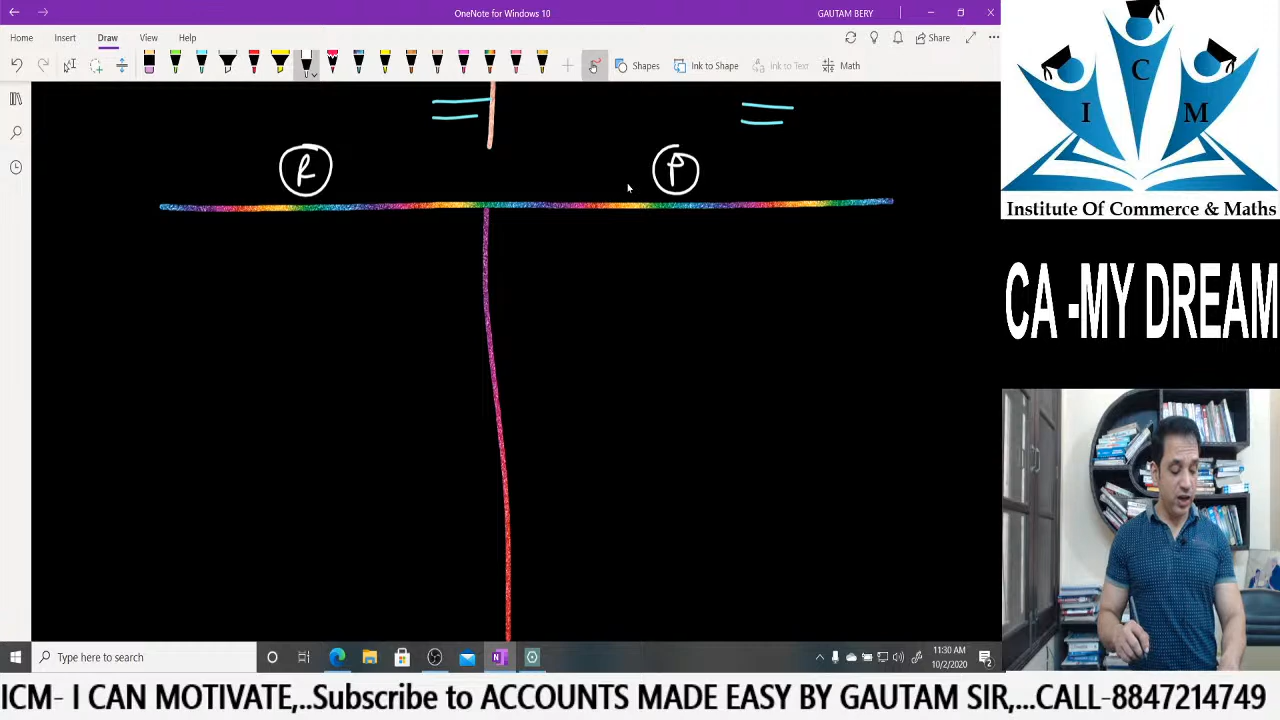 OneNote for Windows 10
GAUTAM BERY
Home Insert Draw View Help
Share
Shapes Ink to Shape Ink to Text Math
R P
I C M
Institute Of Commerce & Maths
CA -MY DREAM
Type here to search
11:30 AM
10/2/2020
2
ICM- I CAN MOTIVATE,..Subscribe to ACCOUNTS MADE EASY BY GAUTAM SIR,...CALL-8847214749